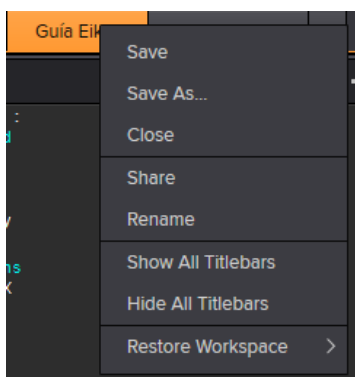 Guía Eik
Save
Save As...
Close
Share
Rename
Show All Titlebars
Hide All Titlebars
Restore Workspace